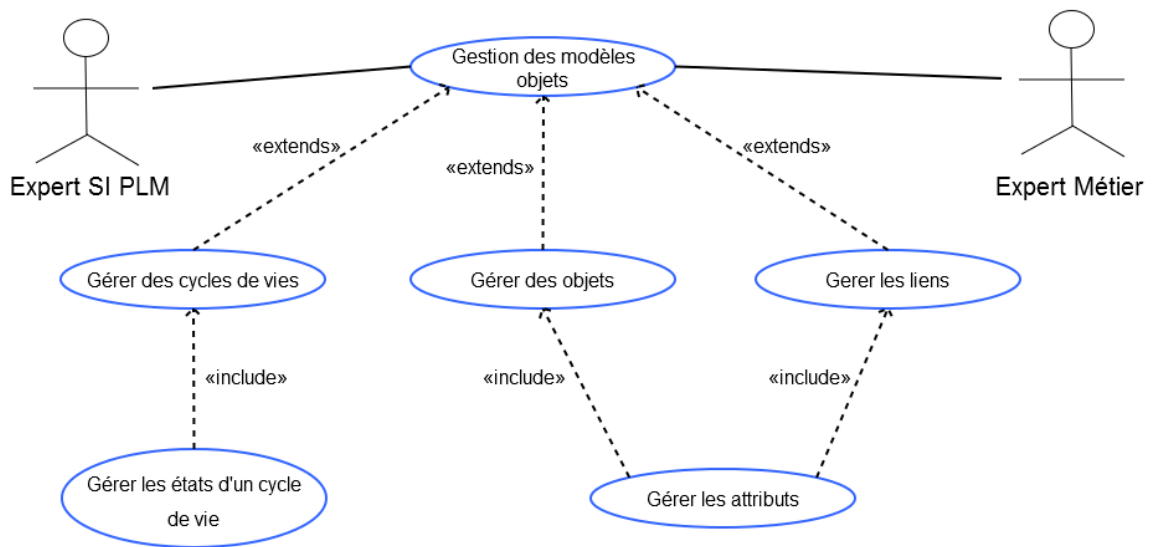 Gestion des modèles
objets
«extends»
«extends»
«extends»
Expert SI PLM
Expert Métier
Gérer des cycles de vies
Gérer des objets
Gerer les liens
«include»
«include»
«include»
Gérer les états d'un cycle
de vie
Gérer les attributs